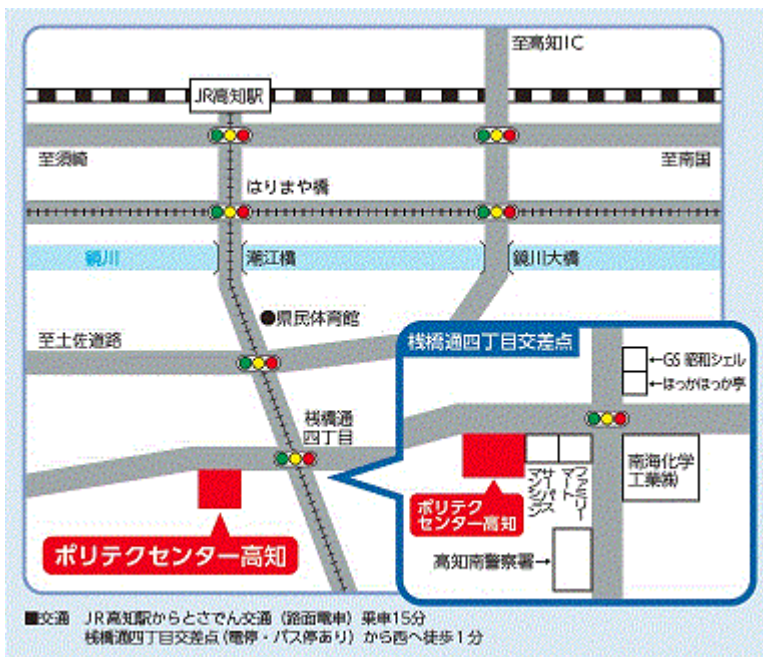 至高知IC
JR高知駅
至須崎
至南国
はりまや橋
鏡川
潮江橋
鏡川大橋
●県民体育館
至土佐道路
桟橋通
四丁目
ポリテクセンター高知
桟橋通四丁目交差点
←GS 昭和シェル
←ほっかほっか亭
南海化学
工業㈱
ファミリー
マート
サーパス
マンション
ポリテク
センター高知
高知南警察署→
■交通 JR高知駅からとさでん交通（路面電車）乗車15分
桟橋通四丁目交差点（電停・バス停あり）から西へ徒歩1分